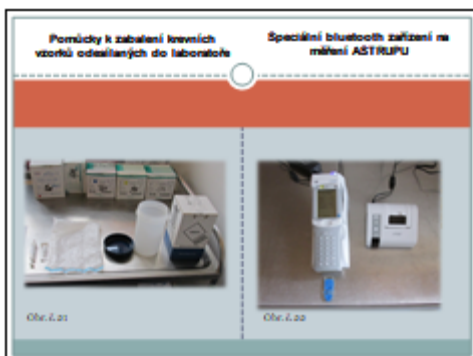 Pomůcky k zabalení krevních
vzorků odesílaných do laboratoře
Speciální bluetooth zařízení na
měření ASTRUPU
Obr.č.21
Obr.č.22